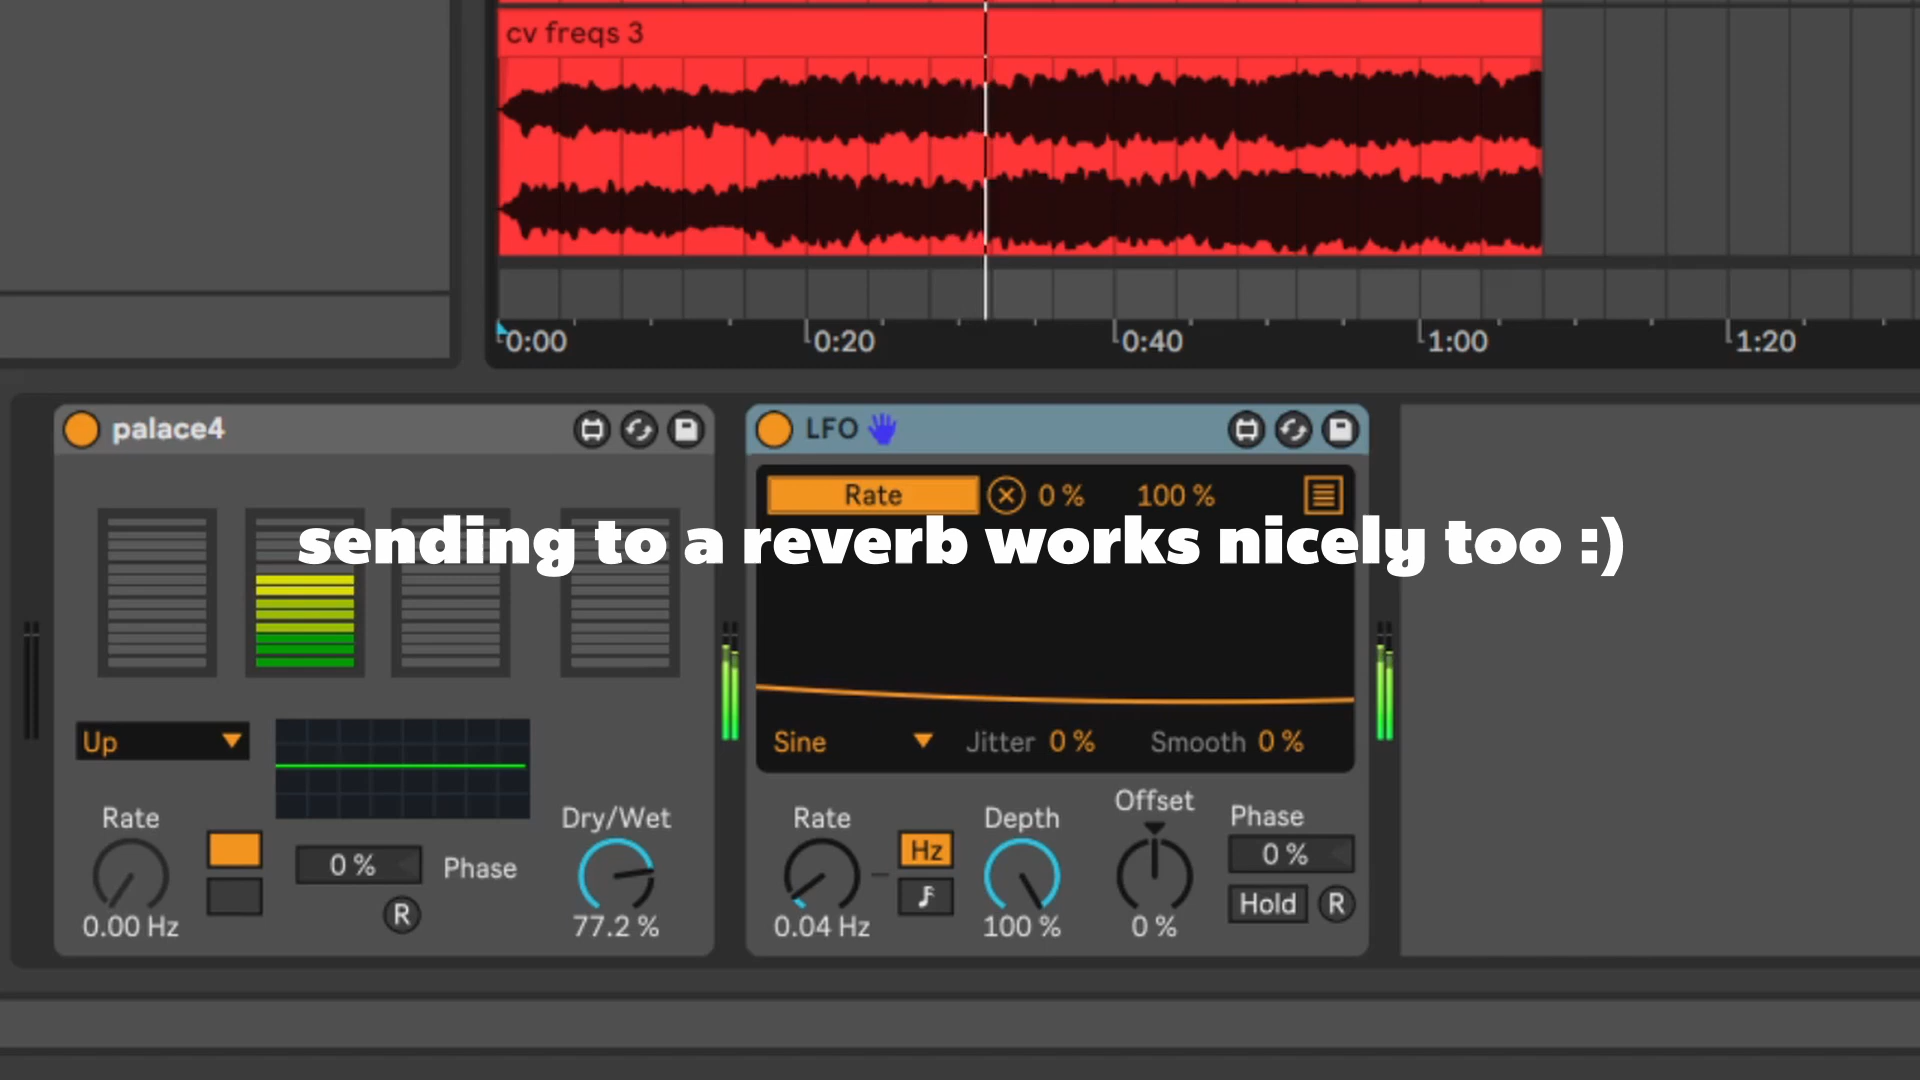 cv freqs 3
0:00 0:20 0:40 1:00 1:20
palace4
LFO
Rate 0 % 100 %
sending to a reverb works nicely too :)
Up
Sine Jitter 0 % Smooth 0 %
Rate
0.00 Hz
0 % Phase
R
Dry/Wet
77.2 %
Rate
0.04 Hz
Hz
Depth
100 %
Offset
0 %
Phase
0 %
Hold R